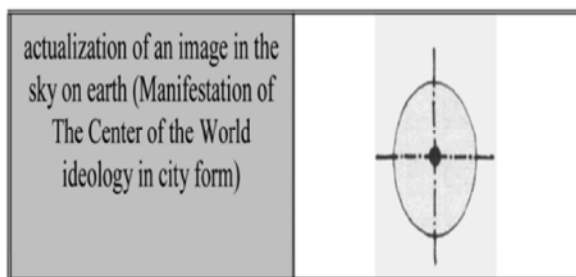 actualization of an image in the
sky on earth (Manifestation of
The Center of the World
ideology in city form)